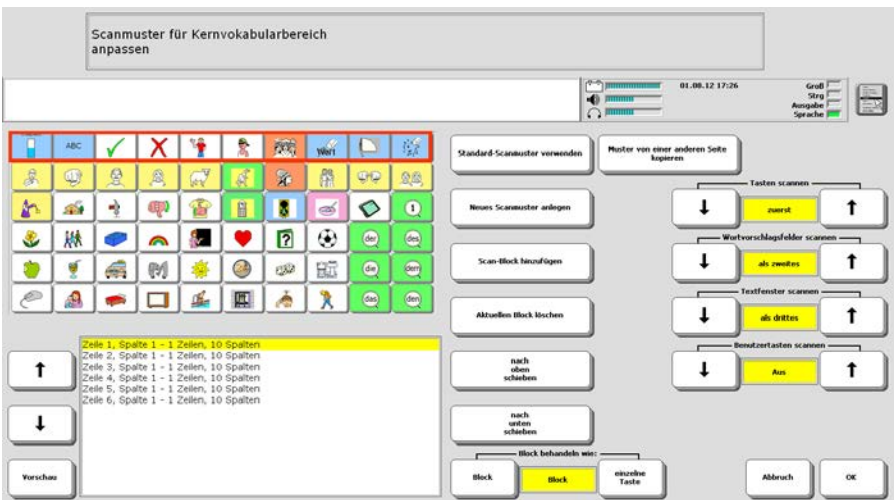 Scanmuster für Kernvokabularbereich
anpassen
01.08.12 17:26
Groß
Strg
Ausgabe
Sprache
ABC
Standard-Scanmuster verwenden
Muster von einer anderen Seite
kopieren
Tasten scannen
zuerst
Neues Scanmuster anlegen
der
des
Wortvorschlagsfelder scannen
als zweites
Scan-Block hinzufügen
die
dem
Textfenster scannen
als drittes
Aktuellen Block löschen
das
den
Benutzertasten scannen
Aus
Zeile 1, Spalte 1 - 1 Zeilen, 10 Spalten
Zeile 2, Spalte 1 - 1 Zeilen, 10 Spalten
Zeile 3, Spalte 1 - 1 Zeilen, 10 Spalten
Zeile 4, Spalte 1 - 1 Zeilen, 10 Spalten
Zeile 5, Spalte 1 - 1 Zeilen, 10 Spalten
Zeile 6, Spalte 1 - 1 Zeilen, 10 Spalten
nach
oben
schieben
nach
unten
schieben
Block behandeln wie:
Vorschau
Block
Block
einzelne
Taste
Abbruch
OK